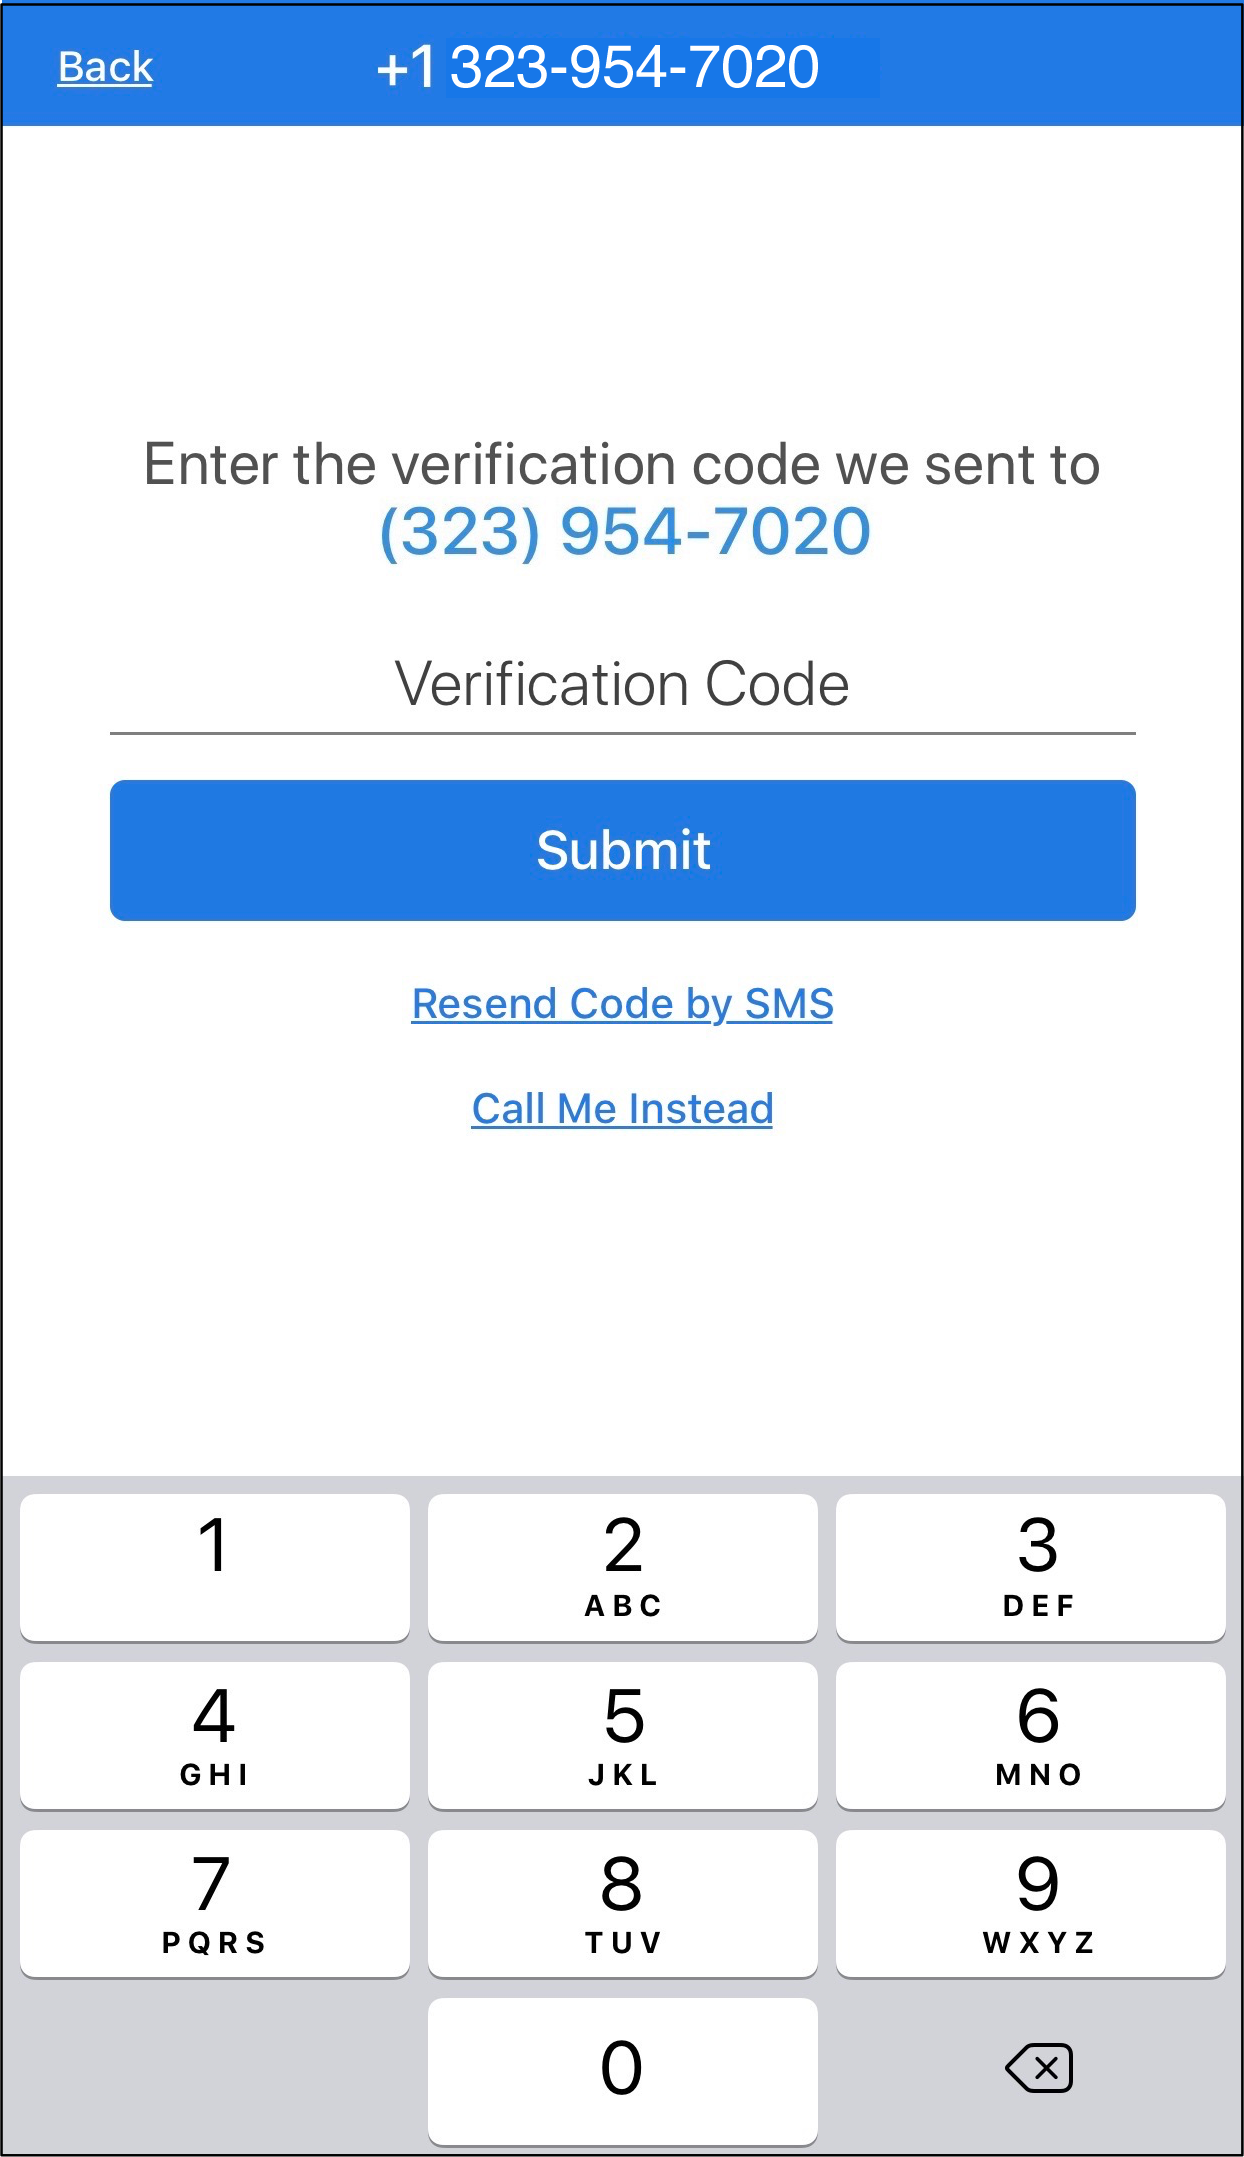 Back +1 323-954-7020
Enter the verification code we sent to
(323) 954-7020
Verification Code
Submit
Resend Code by SMS
Call Me Instead
1 2 3
ABC DEF
4 5 6
GHI JKL MNO
7 8 9
PQRS TUV WXYZ
0